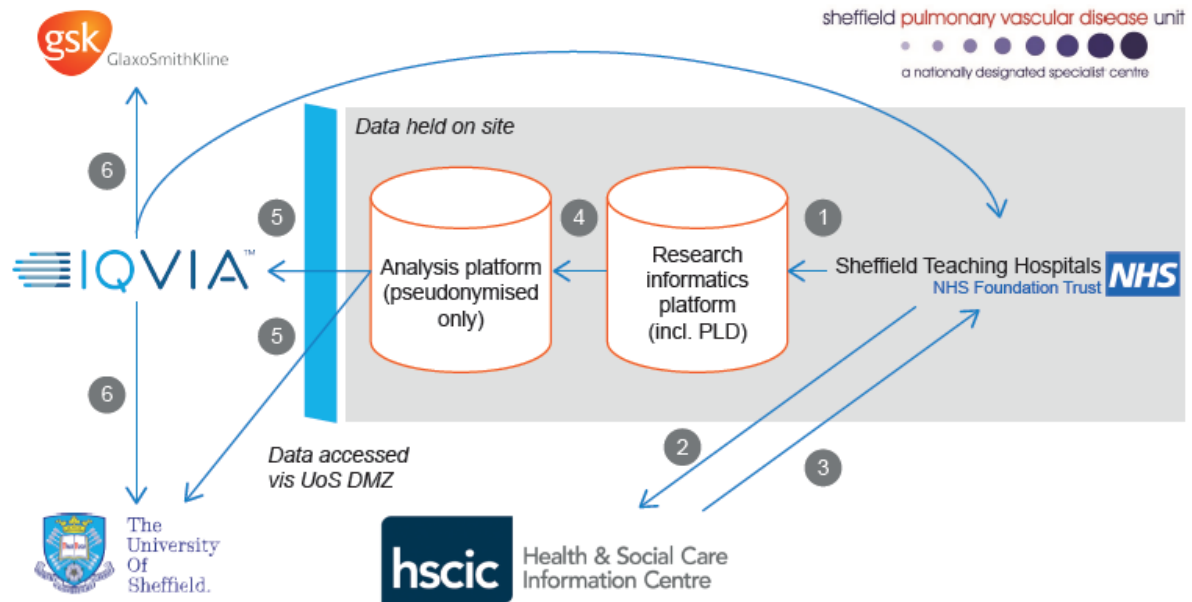 gsk
GlaxoSmithKline
sheffield pulmonary vascular disease unit
a nationally designated specialist centre
Data held on site
6
5
4
1
IQVIA™
Analysis platform
(pseudonymised
only)
Research
informatics
platform
(incl. PLD)
Sheffield Teaching Hospitals
NHS Foundation Trust
NHS
5
6
Data accessed
vis UoS DMZ
2
3
The
University
Of
Sheffield.
hscic
Health & Social Care
Information Centre